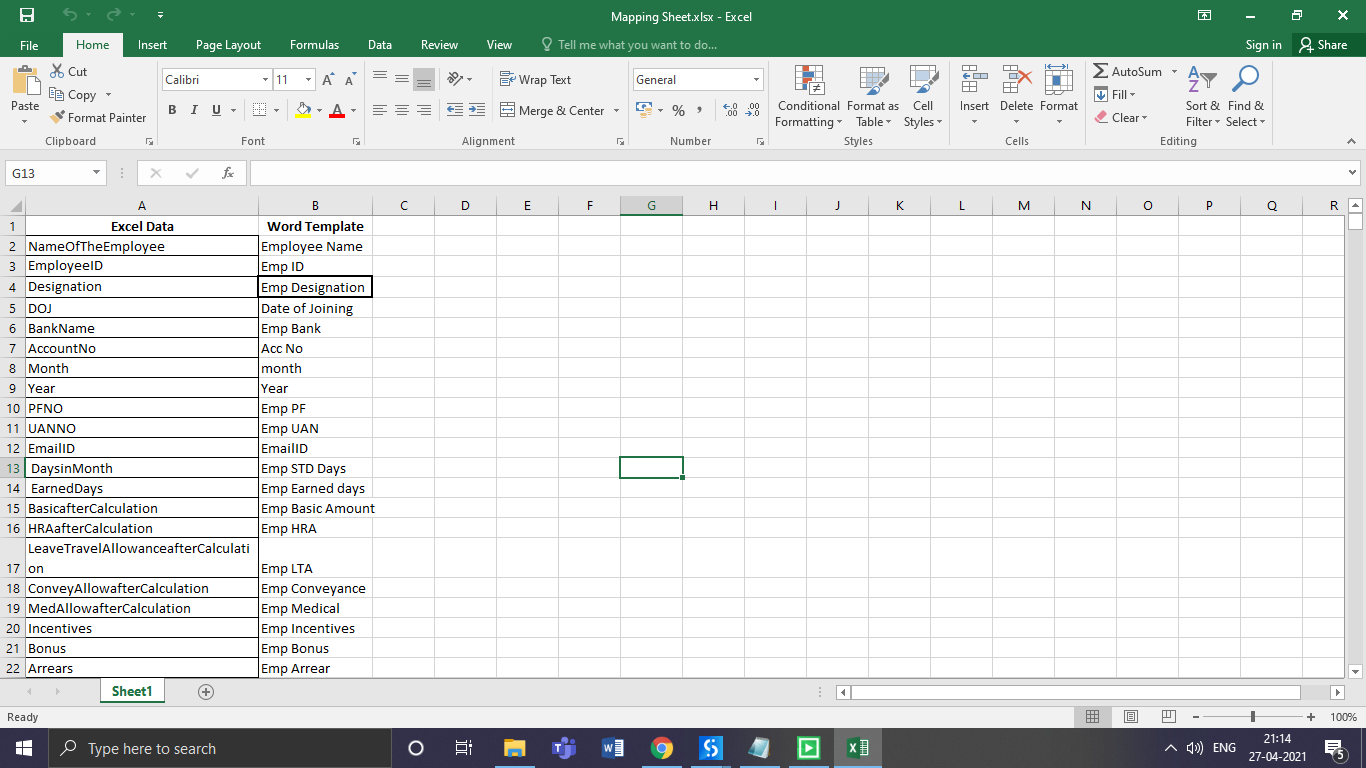 Mapping Sheet.xlsx - Excel
File Home Insert Page Layout Formulas Data Review View Tell me what you want to do... Sign in Share
Paste
Cut
Copy
Format Painter
Clipboard
Calibri 11
B I U
A A
A
Font
Wrap Text
Merge & Center
Alignment
General
% , .00 .0
Number
Conditional Formatting
Format as Table
Cell Styles
Styles
Insert Delete Format
Cells
AutoSum
Fill
Clear
Sort & Filter
Find & Select
Editing
G13 fx
A B C D E F G H I J K L M N O P Q R
1 Excel Data Word Template
2 NameOfTheEmployee Employee Name
3 EmployeeID Emp ID
4 Designation Emp Designation
5 DOJ Date of Joining
6 BankName Emp Bank
7 AccountNo Acc No
8 Month month
9 Year Year
10 PFNO Emp PF
11 UANNO Emp UAN
12 EmailID EmailID
13 DaysinMonth Emp STD Days
14 EarnedDays Emp Earned days
15 BasicafterCalculation Emp Basic Amount
16 HRAafterCalculation Emp HRA
LeaveTravelAllowanceafterCalculati
17 on Emp LTA
18 ConveyAllowafterCalculation Emp Conveyance
19 MedAllowafterCalculation Emp Medical
20 Incentives Emp Incentives
21 Bonus Emp Bonus
22 Arrears Emp Arrear
Sheet1
Ready 100%
Type here to search
ENG
21:14
27-04-2021
5